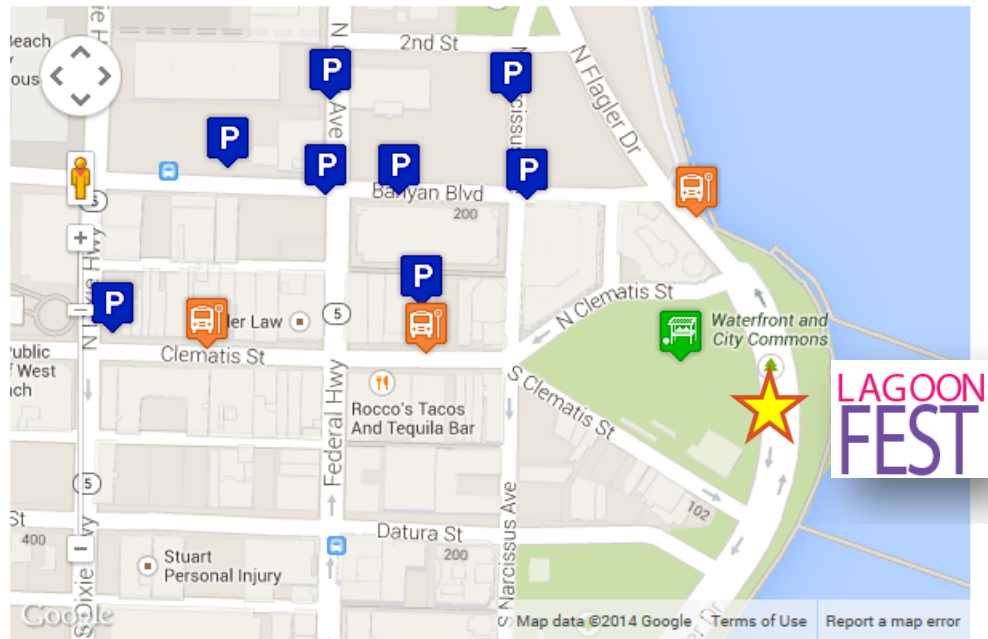 2nd St
N Flagler Dr
P
P
P
P
P
P
Banyan Blvd
200
5
P
P
N Clematis St
Waterfront and
City Commons
5
Clematis St
LAGOON
FEST
Rocco's Tacos
And Tequila Bar
S Clematis St
Federal Hwy
5
102
St
400
Datura St
200
Stuart
Personal Injury
S Narcissus Ave
Google
Map data ©2014 Google
Terms of Use
Report a map error